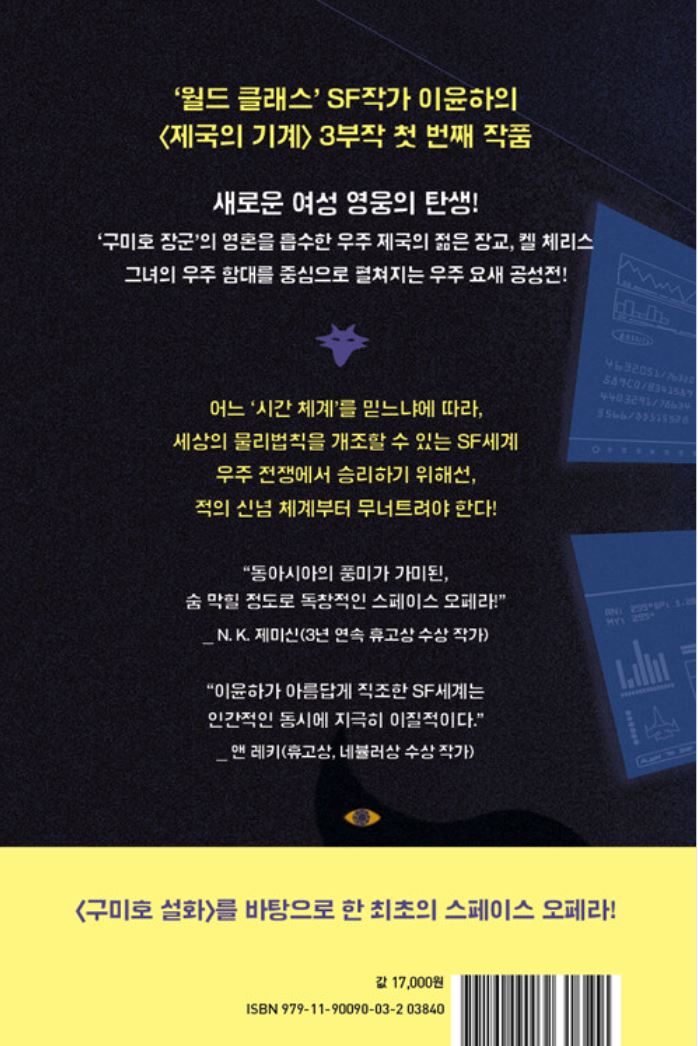 ‘월드 클래스’ SF작가 이윤하의
〈제국의 기계〉 3부작 첫 번째 작품
새로운 여성 영웅의 탄생!
‘구미호 장군’의 영혼을 흡수한 우주 제국의 젊은 장교, 켈 체리스
그녀의 우주 함대를 중심으로 펼쳐지는 우주 요새 공성전!
어느 ‘시간 체계’를 믿느냐에 따라,
세상의 물리법칙을 개조할 수 있는 SF세계
우주 전쟁에서 승리하기 위해선,
적의 신념 체계부터 무너트려야 한다!
“동아시아의 풍미가 가미된,
숨 막힐 정도로 독창적인 스페이스 오페라!”
_ N. K. 제미신(3년 연속 휴고상 수상 작가)
“이윤하가 아름답게 직조한 SF세계는
인간적인 동시에 지극히 이질적이다.”
_ 앤 레키(휴고상, 네뷸러상 수상 작가)
〈구미호 설화〉를 바탕으로 한 최초의 스페이스 오페라!
값 17,000원
ISBN 979-11-90090-03-2 03840